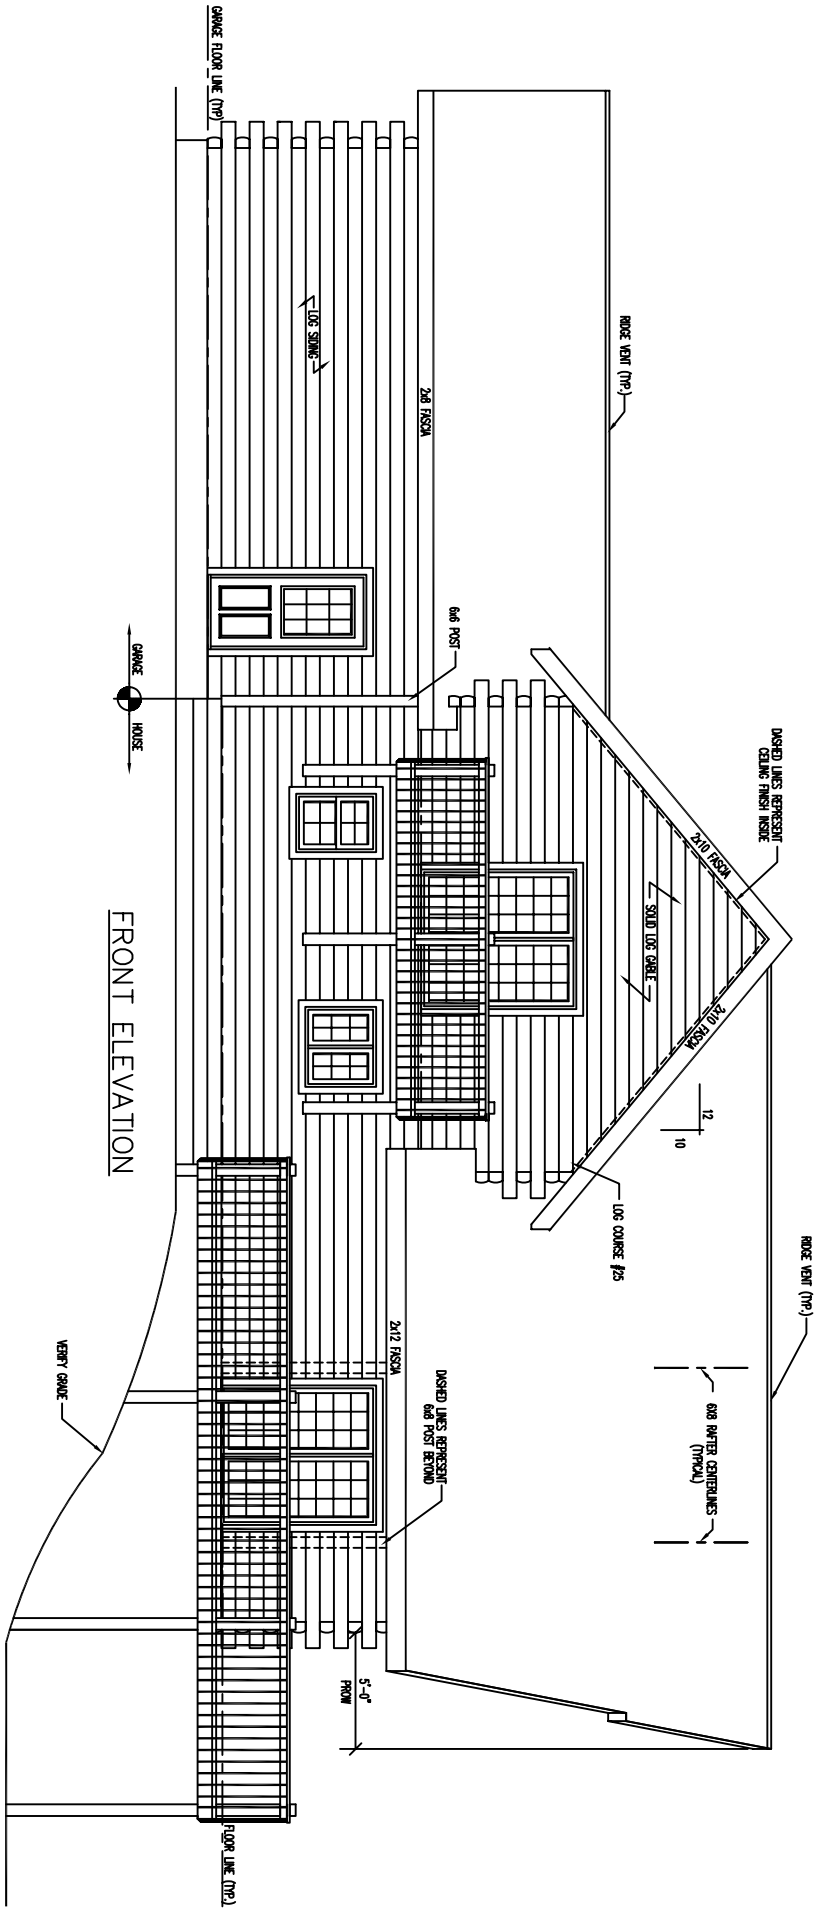 GARAGE FLOOR LINE (TYP)
RIDGE VENT (TYP.)
LOG SIDING
2x8 FASCIA
6x6 POST
GARAGE
HOUSE
DASHED LINES REPRESENT
CEILING FINISH INSIDE
2x10 FASCIA
SOLID LOG GABLE
2x10 FASCIA
12
10
LOG COURSE #25
RIDGE VENT (TYP.)
6X8 RAFTER CENTERLINES
(TYPICAL)
2x12 FASCIA
DASHED LINES REPRESENT
6x8 POST BEYOND
VERIFY GRADE
5'-0"
PROW
FLOOR LINE (TYP.)
FRONT ELEVATION